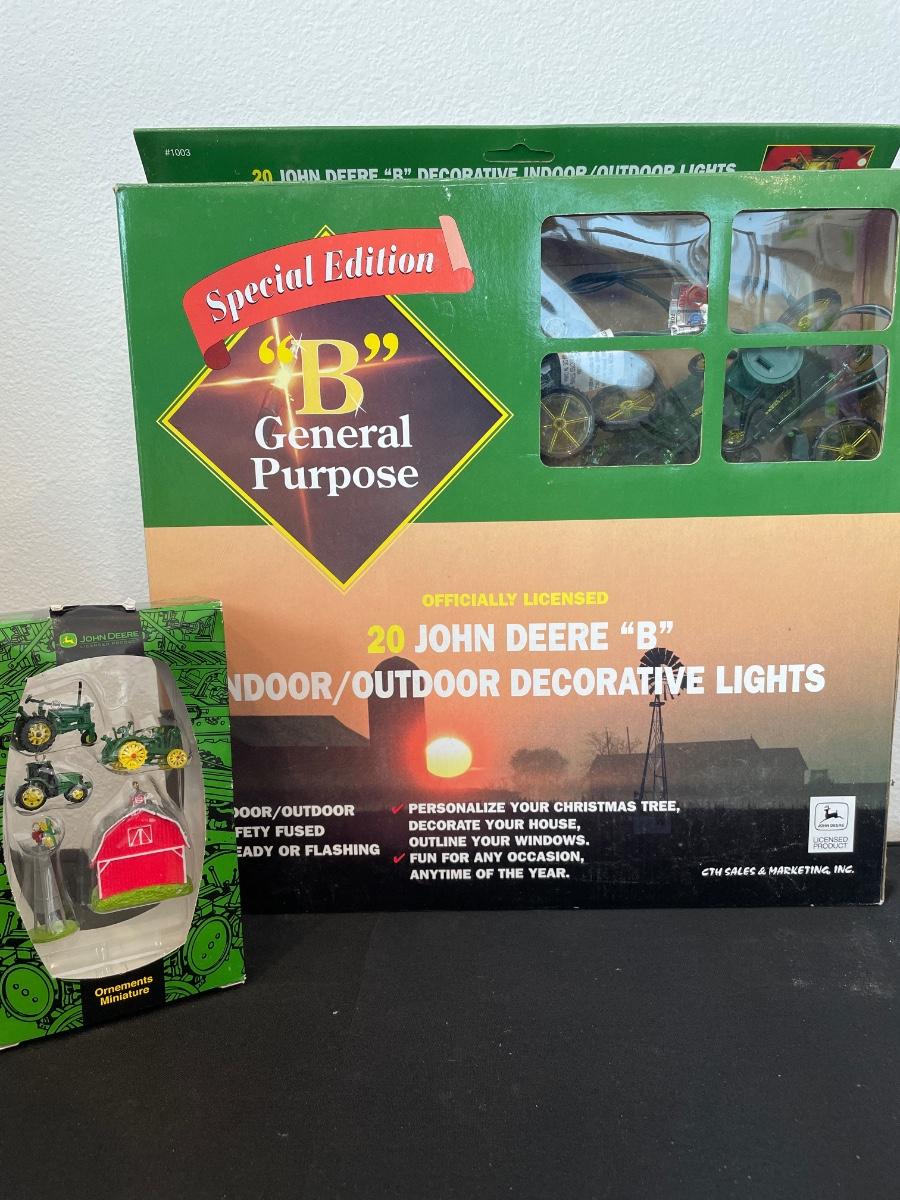 #1003
20 JOHN DEERE “B” DECORATIVE INDOOR/OUTDOOR LIGHTS
Special Edition
“B”
General
Purpose
OFFICIALLY LICENSED
20 JOHN DEERE “B”
NDOOR/OUTDOOR DECORATIVE LIGHTS
DOOR/OUTDOOR
FETY FUSED
EADY OR FLASHING
✓ PERSONALIZE YOUR CHRISTMAS TREE,
DECORATE YOUR HOUSE,
OUTLINE YOUR WINDOWS.
✓ FUN FOR ANY OCCASION,
ANYTIME OF THE YEAR.
JOHN DEERE
LICENSED
PRODUCT
CTH SALES & MARKETING, INC.
JOHN DEERE
LICENSED PRODUCT
Ornements
Miniature